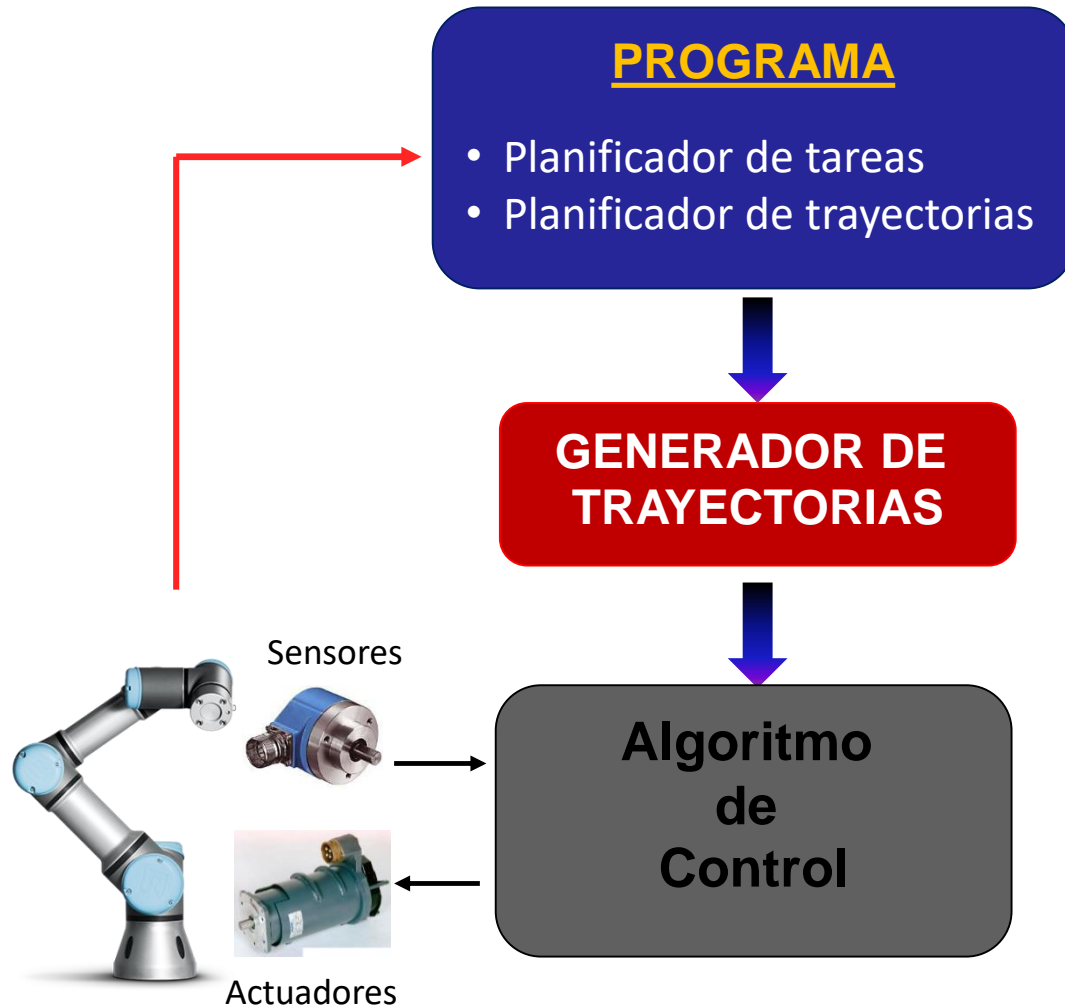 PROGRAMA
• Planificador de tareas
• Planificador de trayectorias
GENERADOR DE
TRAYECTORIAS
Sensores
Algoritmo
de
Control
Actuadores